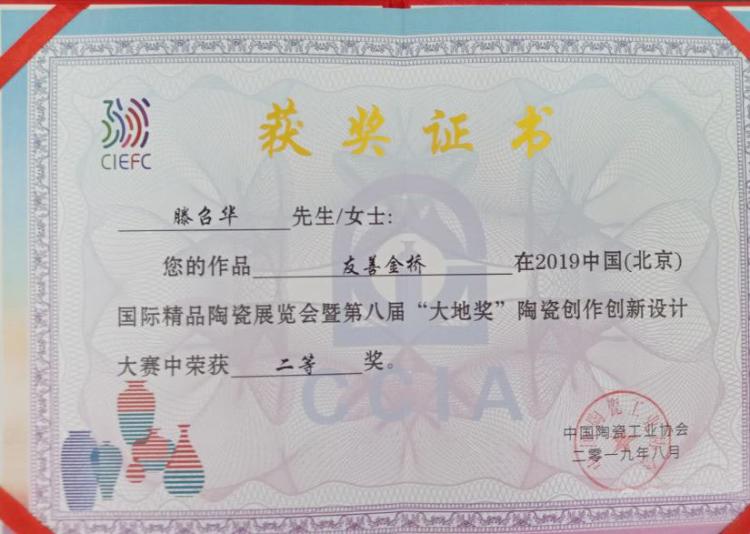 CIEFC
获奖证书
滕召华 先生/女士:
您的作品 友善金桥 在2019中国(北京)
国际精品陶瓷展览会暨第八届“大地奖”陶瓷创作创新设计
大赛中荣获 二等 奖。
CCIA
中国陶瓷工业协会
二零一九年八月